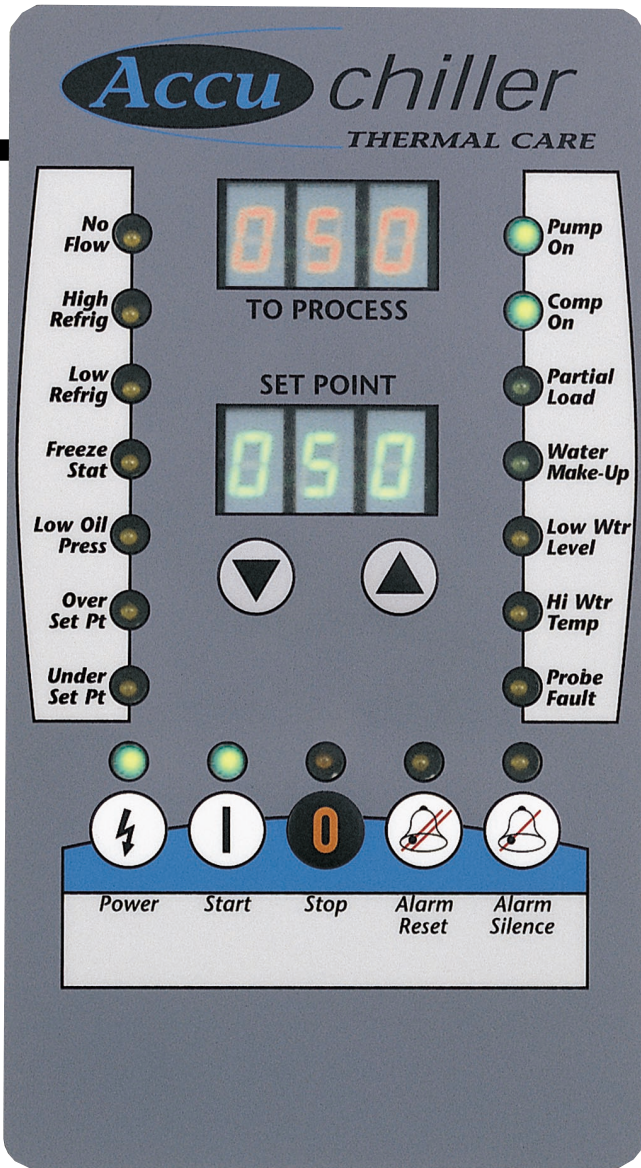 Accu chiller
THERMAL CARE
050
TO PROCESS
SET POINT
050
No
Flow
High
Refrig
Low
Refrig
Freeze
Stat
Low Oil
Press
Over
Set Pt
Under
Set Pt
Pump
On
Comp
On
Partial
Load
Water
Make-Up
Low Wtr
Level
Hi Wtr
Temp
Probe
Fault
I
0
Power
Start
Stop
Alarm
Reset
Alarm
Silence